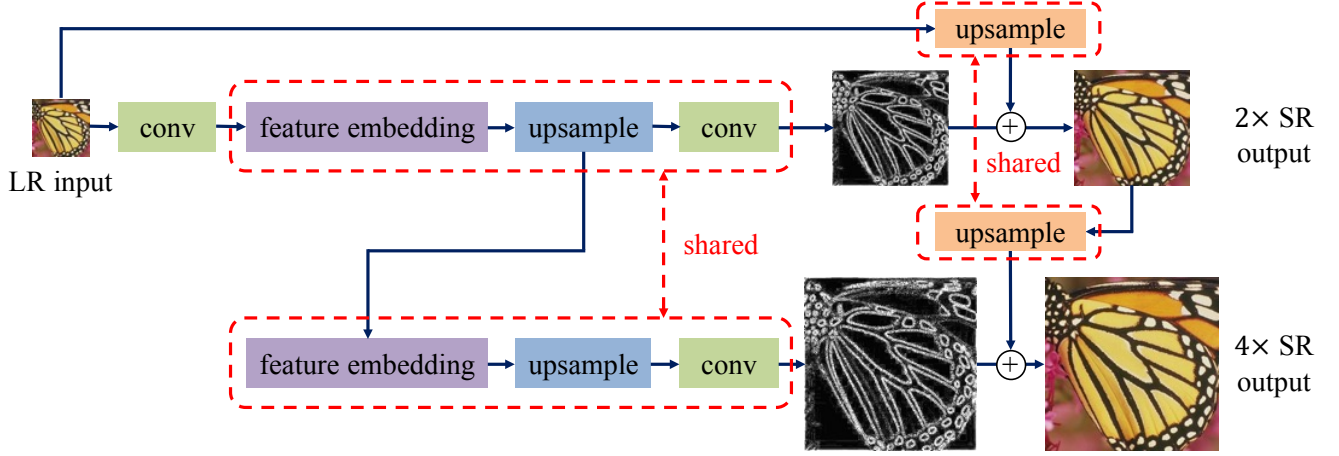 upsample
conv
feature embedding
upsample
conv
+
2× SR
output
LR input
shared
upsample
shared
feature embedding
upsample
conv
+
4× SR
output